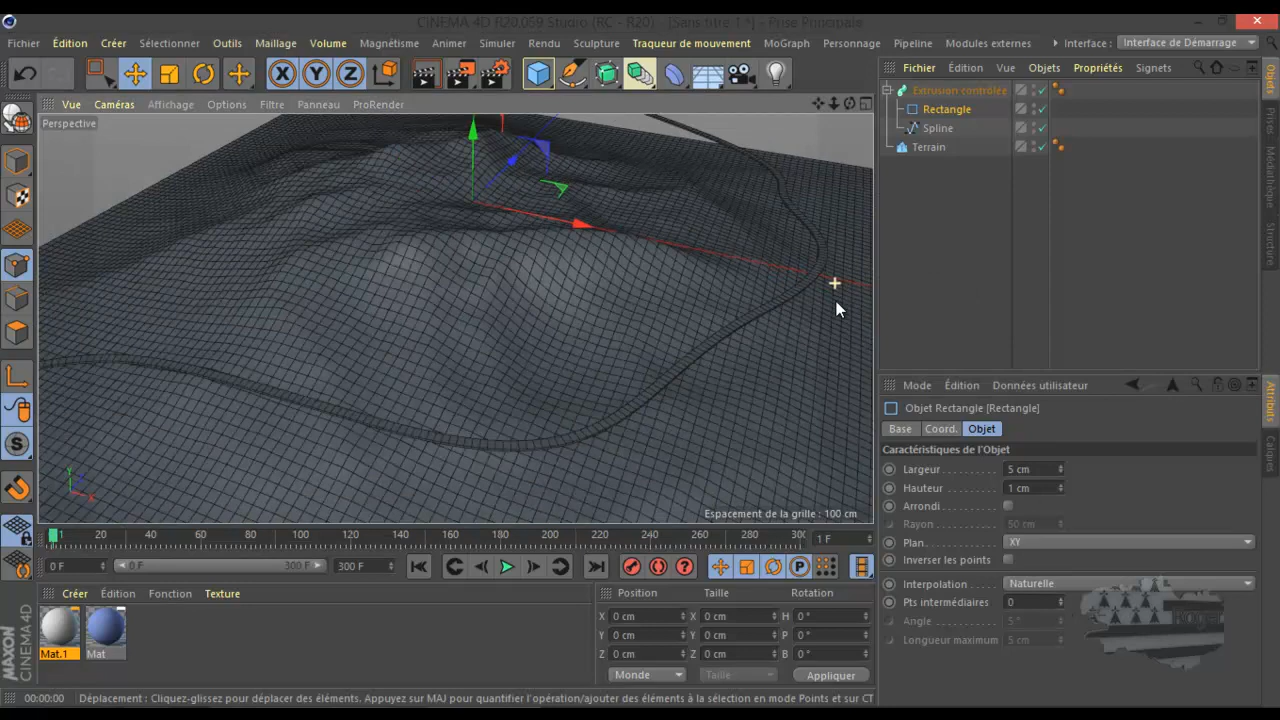 CINEMA 4D R20.059 Studio (RC - R20) - [Sans titre 1 *] - Prise Principale
Fichier Édition Créer Sélectionner Outils Maillage Volume Magnétisme Animer Simuler Rendu Sculpture Traqueur de mouvement MoGraph Personnage Pipeline Modules externes Interface : Interface de Démarrage
Fichier Édition Vue Objets Propriétés Signets
Vue Caméras Affichage Options Filtre Panneau ProRender
Perspective
Extrusion contrôlée
Rectangle
Spline
Terrain
Objets
Prises
Médiathèque
Structure
Mode Édition Données utilisateur
Objet Rectangle [Rectangle]
Base Coord. Objet
Caractéristiques de l'Objet
Largeur 5 cm
Hauteur 1 cm
Arrondi
Rayon 50 cm
Plan XY
Inverser les points
Interpolation Naturelle
Pts intermédiaires 0
Angle 5 °
Longueur maximum 5 cm
Attributs
Calques
Espacement de la grille : 100 cm
1 20 40 60 80 100 120 140 160 180 200 220 240 260 280 300 1 F
0 F 0 F 300 F 300 F
Créer Édition Fonction Texture
Mat.1 Mat
Position Taille Rotation
X 0 cm X 0 cm H 0 °
Y 0 cm Y 0 cm P 0 °
Z 0 cm Z 0 cm B 0 °
Monde Taille Appliquer
MAXON
CINEMA 4D
00:00:00 Déplacement : Cliquez-glissez pour déplacer des éléments. Appuyez sur MAJ pour quantifier l'opération/ajouter des éléments à la sélection en mode Points et sur CT